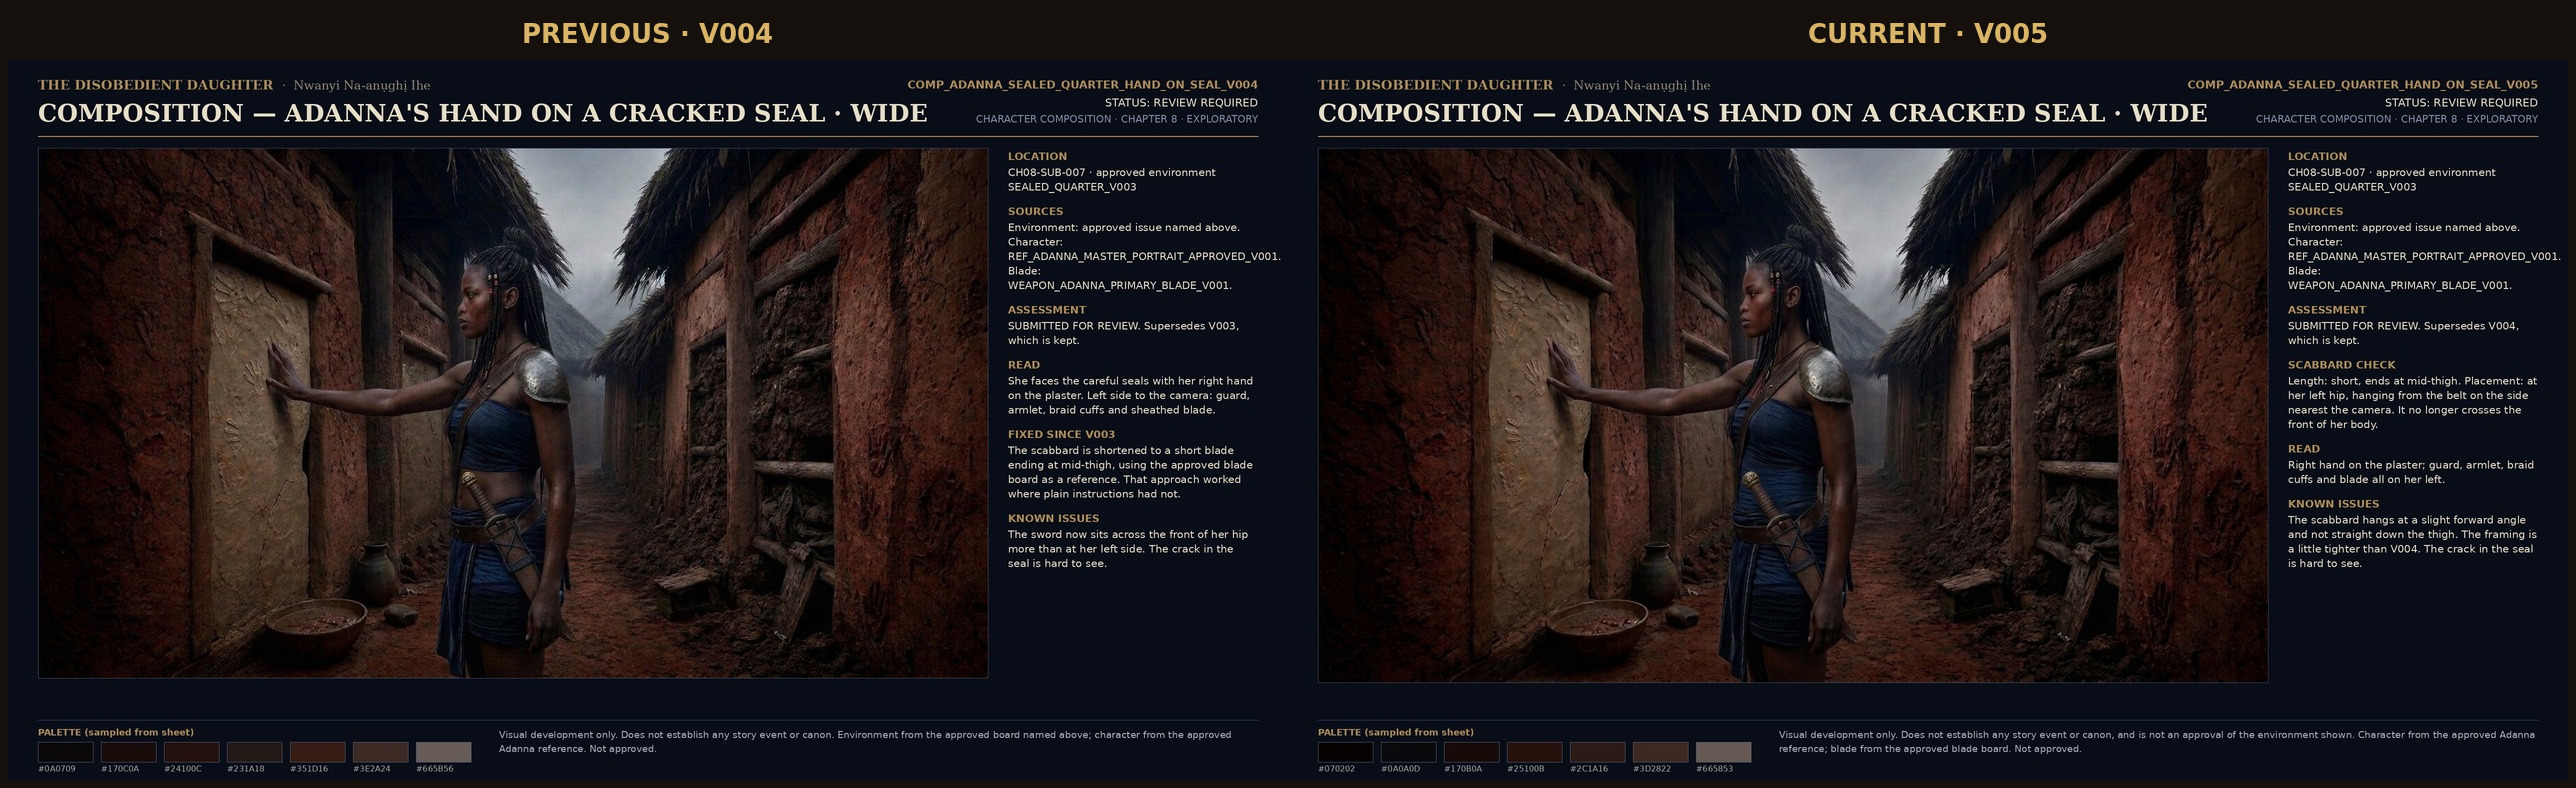 PREVIOUS · V004
THE DISOBEDIENT DAUGHTER · Nwanyi Na-anụghị Ihe
COMPOSITION — ADANNA'S HAND ON A CRACKED SEAL · WIDE
COMP_ADANNA_SEALED_QUARTER_HAND_ON_SEAL_V004
STATUS: REVIEW REQUIRED
CHARACTER COMPOSITION · CHAPTER 8 · EXPLORATORY
LOCATION
CH08-SUB-007 · approved environment
SEALED_QUARTER_V003
SOURCES
Environment: approved issue named above.
Character:
REF_ADANNA_MASTER_PORTRAIT_APPROVED_V001.
Blade:
WEAPON_ADANNA_PRIMARY_BLADE_V001.
ASSESSMENT
SUBMITTED FOR REVIEW. Supersedes V003,
which is kept.
READ
She faces the careful seals with her right hand
on the plaster. Left side to the camera: guard,
armlet, braid cuffs and sheathed blade.
FIXED SINCE V003
The scabbard is shortened to a short blade
ending at mid-thigh, using the approved blade
board as a reference. That approach worked
where plain instructions had not.
KNOWN ISSUES
The sword now sits across the front of her hip
more than at her left side. The crack in the
seal is hard to see.
PALETTE (sampled from sheet)
#0A0709 #170C0A #24100C #231A18 #351D16 #3E2A24 #665B56
Visual development only. Does not establish any story event or canon. Environment from the approved board named above; character from the approved
Adanna reference. Not approved.
CURRENT · V005
THE DISOBEDIENT DAUGHTER · Nwanyi Na-anụghị Ihe
COMPOSITION — ADANNA'S HAND ON A CRACKED SEAL · WIDE
COMP_ADANNA_SEALED_QUARTER_HAND_ON_SEAL_V005
STATUS: REVIEW REQUIRED
CHARACTER COMPOSITION · CHAPTER 8 · EXPLORATORY
LOCATION
CH08-SUB-007 · approved environment
SEALED_QUARTER_V003
SOURCES
Environment: approved issue named above.
Character:
REF_ADANNA_MASTER_PORTRAIT_APPROVED_V001.
Blade:
WEAPON_ADANNA_PRIMARY_BLADE_V001.
ASSESSMENT
SUBMITTED FOR REVIEW. Supersedes V004,
which is kept.
SCABBARD CHECK
Length: short, ends at mid-thigh. Placement: at
her left hip, hanging from the belt on the side
nearest the camera. It no longer crosses the
front of her body.
READ
Right hand on the plaster; guard, armlet, braid
cuffs and blade all on her left.
KNOWN ISSUES
The scabbard hangs at a slight forward angle
and not straight down the thigh. The framing is
a little tighter than V004. The crack in the seal
is hard to see.
PALETTE (sampled from sheet)
#070202 #0A0A0D #170B0A #25100B #2C1A16 #3D2822 #665853
Visual development only. Does not establish any story event or canon, and is not an approval of the environment shown. Character from the approved Adanna
reference; blade from the approved blade board. Not approved.